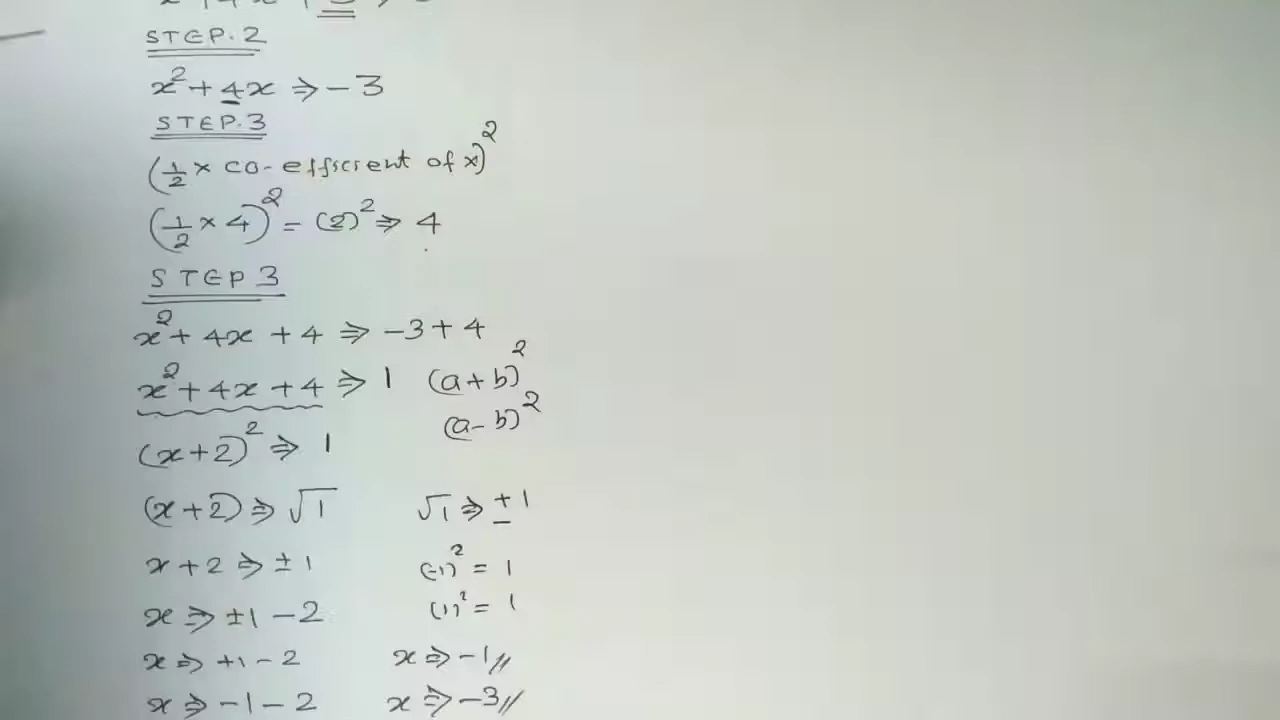 STEP.2
x²+4x ⇒ -3
STEP.3
(1/2 × co-efficient of x)²
(1/2 × 4)² = (2)² ⇒ 4
STEP 3
x²+ 4x + 4 ⇒ -3+4
x²+4x+4 ⇒ 1 (a+b)²
(a-b)²
(x+2)² ⇒ 1
(x+2) ⇒ √1 √1 ⇒ ±1
x+2 ⇒ ±1 (-1)² = 1
x ⇒ ±1-2 (1)² = 1
x ⇒ +1-2 x ⇒ -1//
x ⇒ -1-2 x ⇒ -3//